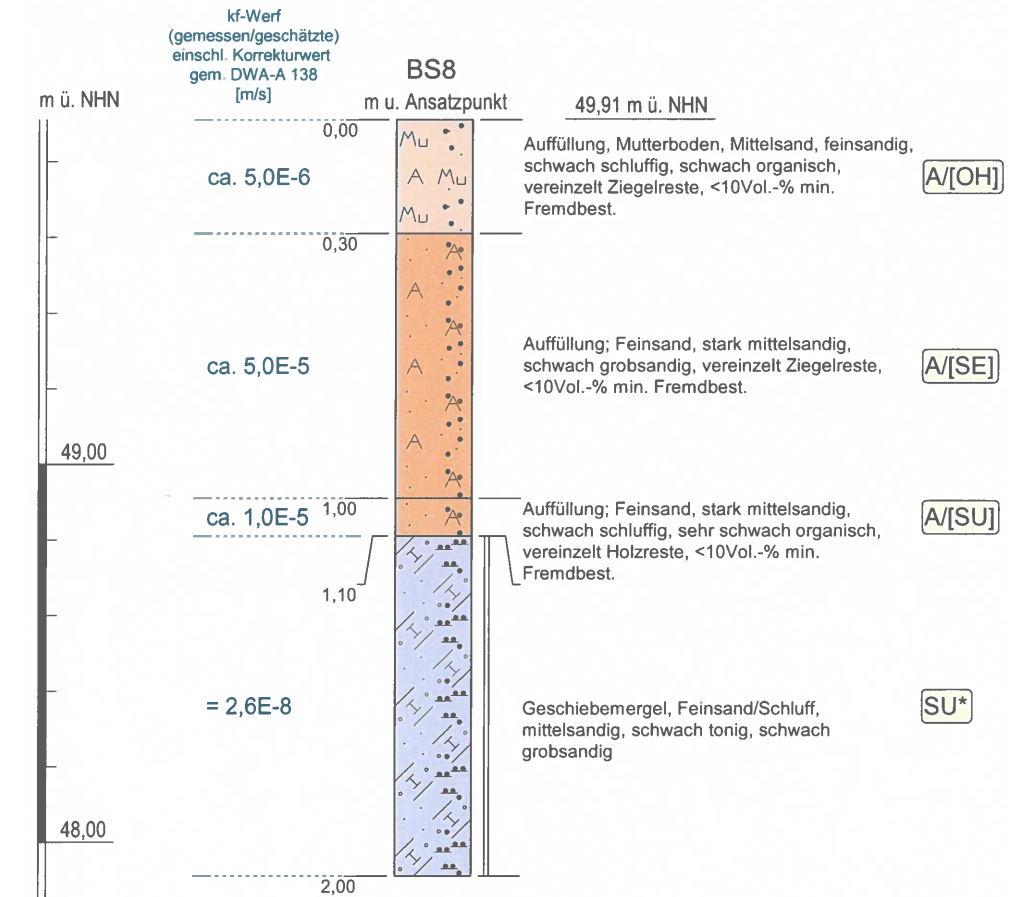 kf-Werf
(gemessen/geschätzte)
einschl. Korrekturwert
gem. DWA-A 138
[m/s]
BS8
m ü. NHN
m u. Ansatzpunkt
49,91 m ü. NHN
0,00
Mu
A Mu
Mu
ca. 5,0E-6
Auffüllung, Mutterboden, Mittelsand, feinsandig,
schwach schluffig, schwach organisch,
vereinzelt Ziegelreste, <10Vol.-% min.
Fremdbest.
A/[OH]
0,30
A
A
A
A
A
A
A
ca. 5,0E-5
Auffüllung; Feinsand, stark mittelsandig,
schwach grobsandig, vereinzelt Ziegelreste,
<10Vol.-% min. Fremdbest.
A/[SE]
49,00
1,00
ca. 1,0E-5
A
Auffüllung; Feinsand, stark mittelsandig,
schwach schluffig, sehr schwach organisch,
vereinzelt Holzreste, <10Vol.-% min.
Fremdbest.
A/[SU]
1,10
= 2,6E-8
Geschiebemergel, Feinsand/Schluff,
mittelsandig, schwach tonig, schwach
grobsandig
SU*
48,00
2,00